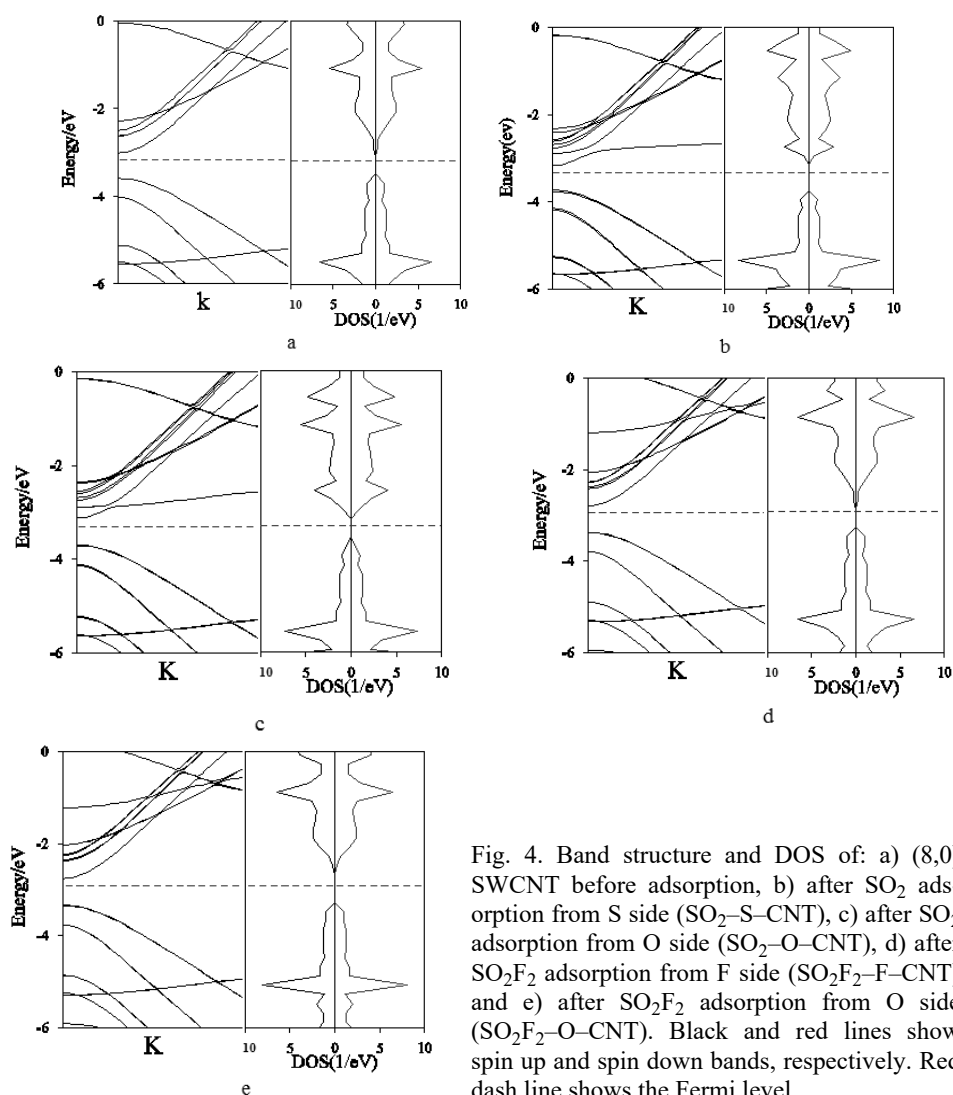 0
-2
-4
-6
Energy/eV
k
10 5 0 5 10
DOS(1/eV)
a
0
-2
-4
-6
Energy(ev)
K
10 5 0 5 10
DOS(1/eV)
b
0
-2
-4
-6
Energy/eV
K
10 5 0 5 10
DOS(1/eV)
c
0
-2
-4
-6
Energy/eV
K
10 5 0 5 10
DOS(1/eV)
d
0
-2
-4
-6
Energy/eV
K
10 5 0 5 10
DOS(1/eV)
e
Fig. 4. Band structure and DOS of: a) (8,0)
SWCNT before adsorption, b) after SO₂ ads-
orption from S side (SO₂–S–CNT), c) after SO₂
adsorption from O side (SO₂–O–CNT), d) after
SO₂F₂ adsorption from F side (SO₂F₂–F–CNT)
and e) after SO₂F₂ adsorption from O side
(SO₂F₂–O–CNT). Black and red lines show
spin up and spin down bands, respectively. Red
dash line shows the Fermi level